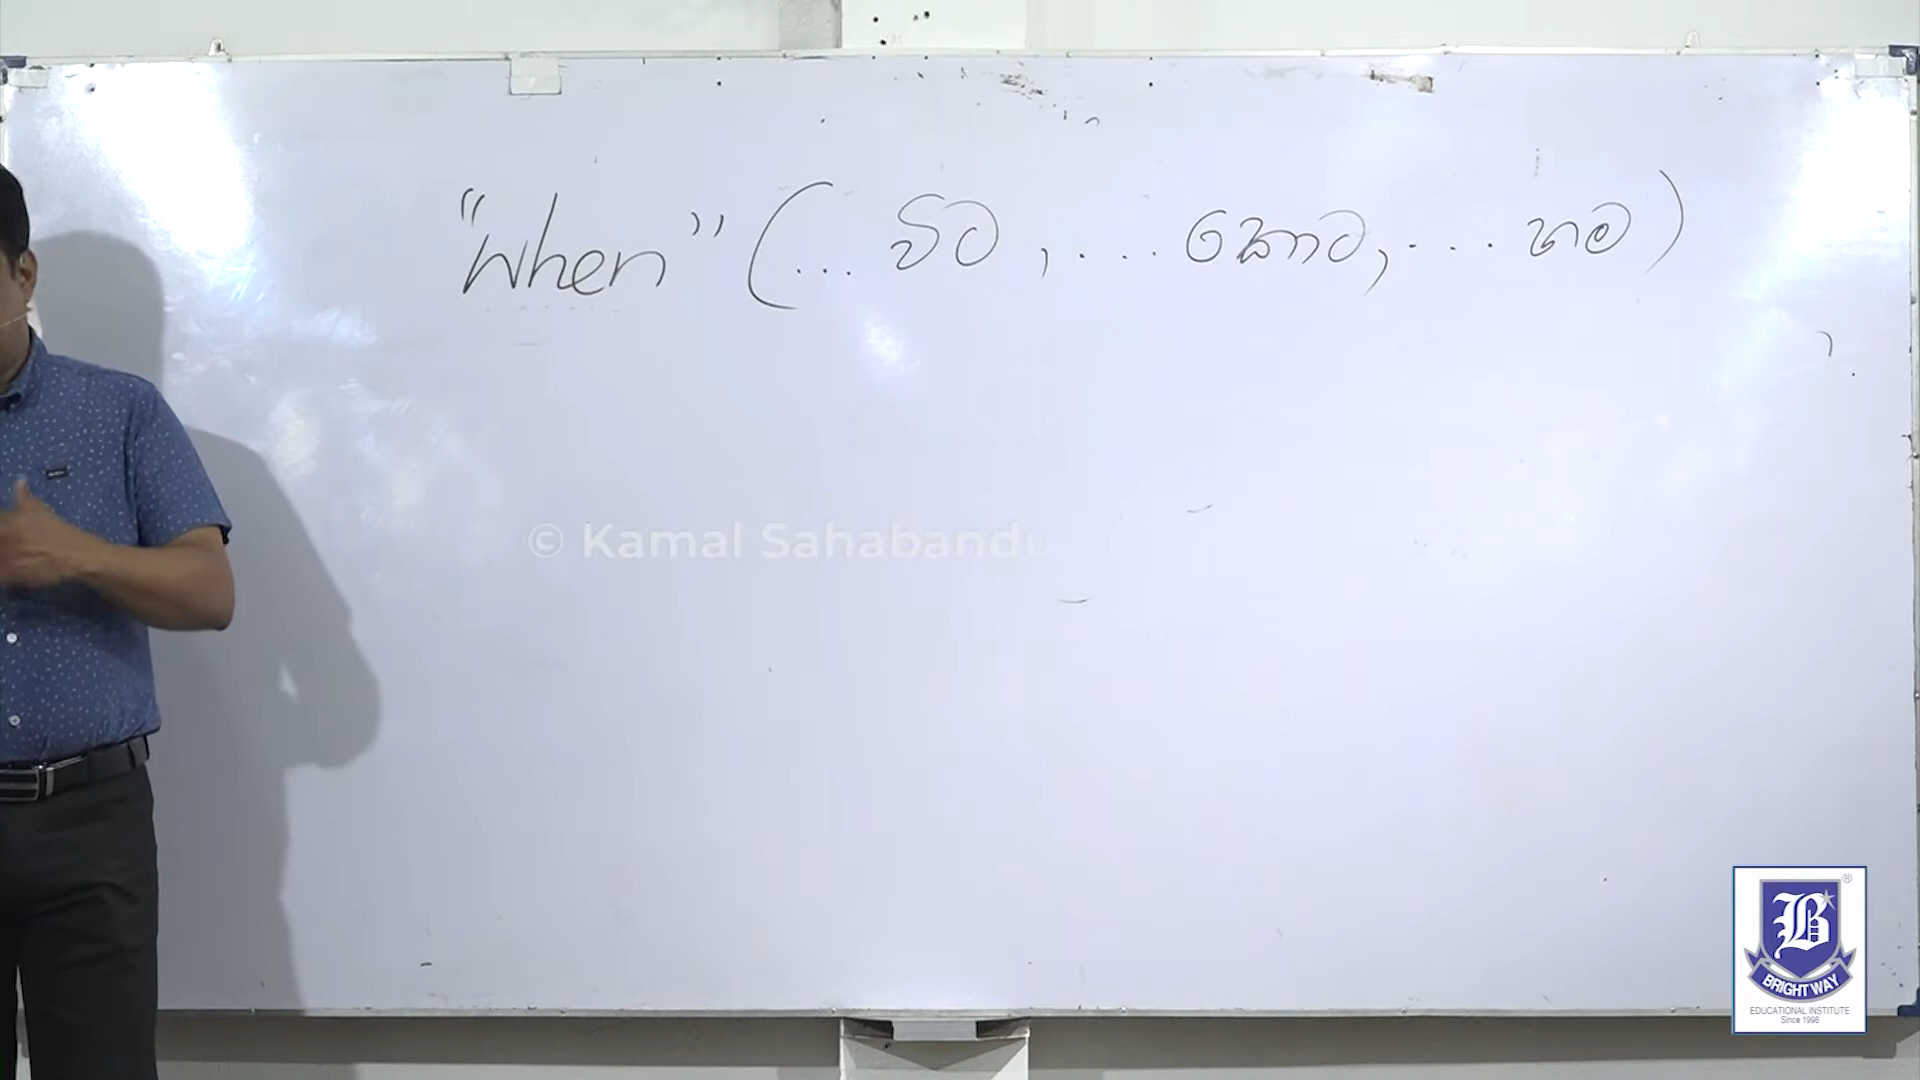 "when" (... විට, .... කොට, .... හම)
© Kamal Sahabandu
B
®
BRIGHT WAY
EDUCATIONAL INSTITUTE
Since 1998